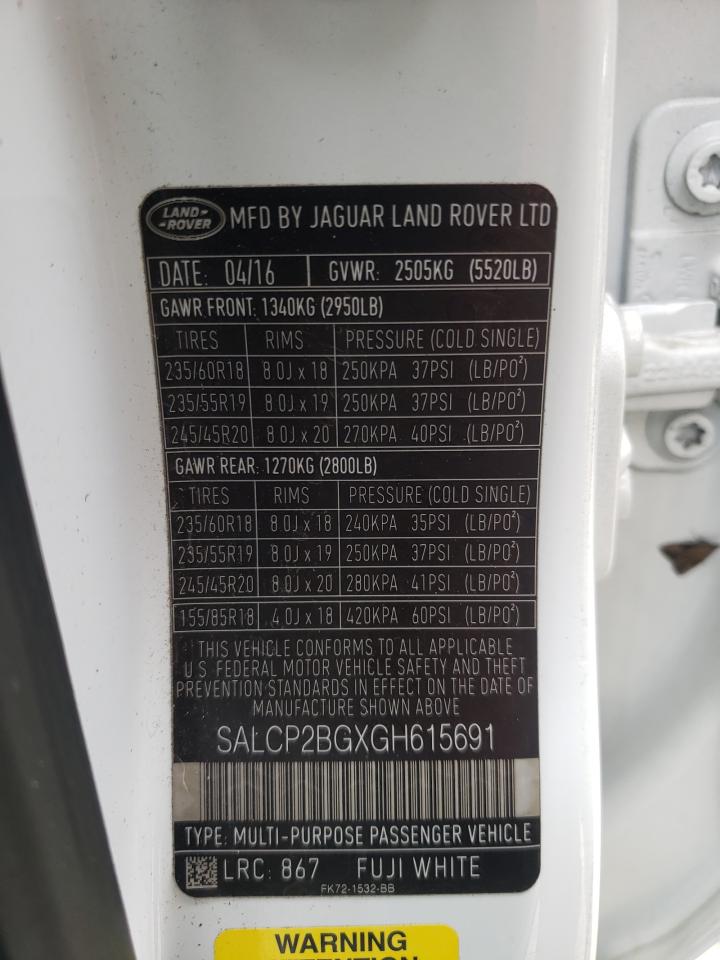 LAND-
-ROVER
MFD BY JAGUAR LAND ROVER LTD
DATE: 04/16 GVWR: 2505KG (5520LB)
GAWR FRONT: 1340KG (2950LB)
TIRES RIMS PRESSURE (COLD SINGLE)
235/60R18 8.0J x 18 250KPA 37PSI (LB/PO²)
235/55R19 8.0J x 19 250KPA 37PSI (LB/PO²)
245/45R20 8.0J x 20 270KPA 40PSI (LB/PO²)
GAWR REAR: 1270KG (2800LB)
TIRES RIMS PRESSURE (COLD SINGLE)
235/60R18 8.0J x 18 240KPA 35PSI (LB/PO²)
235/55R19 8.0J x 19 250KPA 37PSI (LB/PO²)
245/45R20 8.0J x 20 280KPA 41PSI (LB/PO²)
155/85R18 4.0J x 18 420KPA 60PSI (LB/PO²)
THIS VEHICLE CONFORMS TO ALL APPLICABLE
U.S. FEDERAL MOTOR VEHICLE SAFETY AND THEFT
PREVENTION STANDARDS IN EFFECT ON THE DATE OF
MANUFACTURE SHOWN ABOVE
SALCP2BGXGH615691
TYPE: MULTI-PURPOSE PASSENGER VEHICLE
LRC: 867 FUJI WHITE
FK72-1532-BB
WARNING